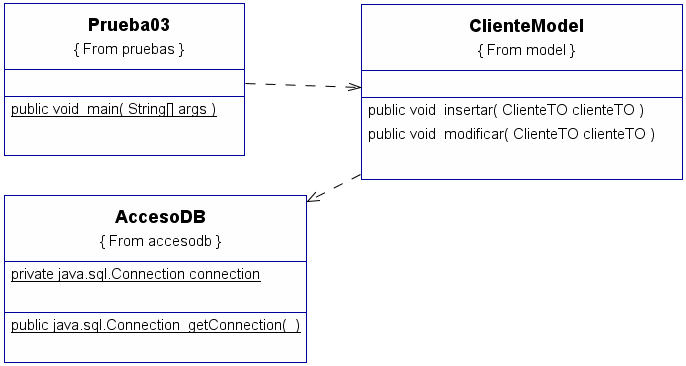 Prueba03
{ From pruebas }
public void main( String[] args )
ClienteModel
{ From model }
public void insertar( ClienteTO clienteTO )
public void modificar( ClienteTO clienteTO )
AccesoDB
{ From accesodb }
private java.sql.Connection connection
public java.sql.Connection getConnection( )